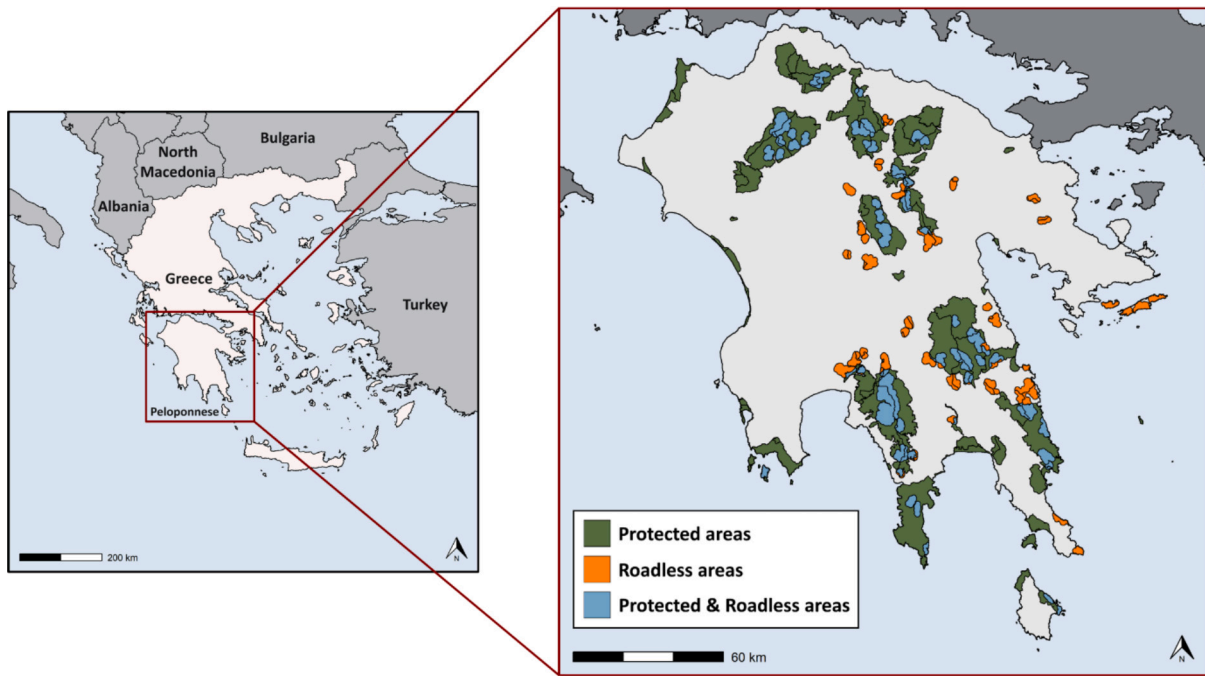 Bulgaria
North
Macedonia
Albania
Greece
Turkey
Peloponnese
200 km
N
Protected areas
Roadless areas
Protected & Roadless areas
60 km
N